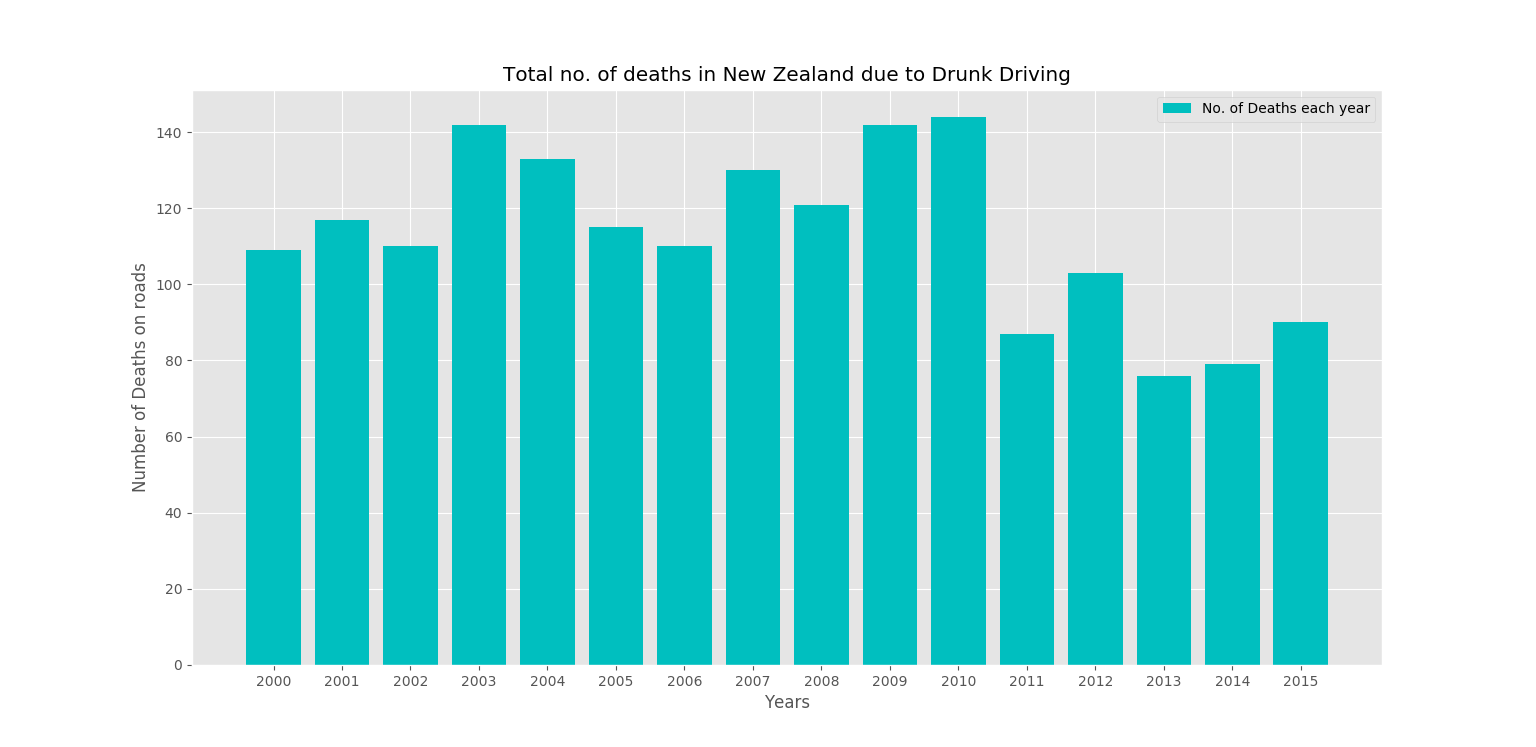 Total no. of deaths in New Zealand due to Drunk Driving
No. of Deaths each year
Number of Deaths on roads
140
120
100
80
60
40
20
0
2000 2001 2002 2003 2004 2005 2006 2007 2008 2009 2010 2011 2012 2013 2014 2015
Years